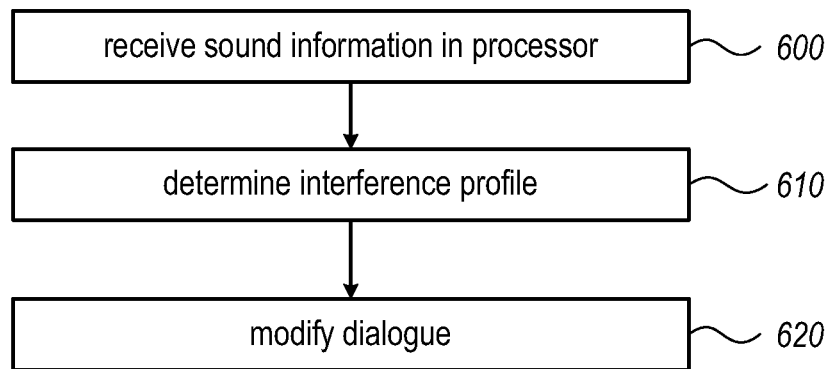 receive sound information in processor 600
determine interference profile 610
modify dialogue 620